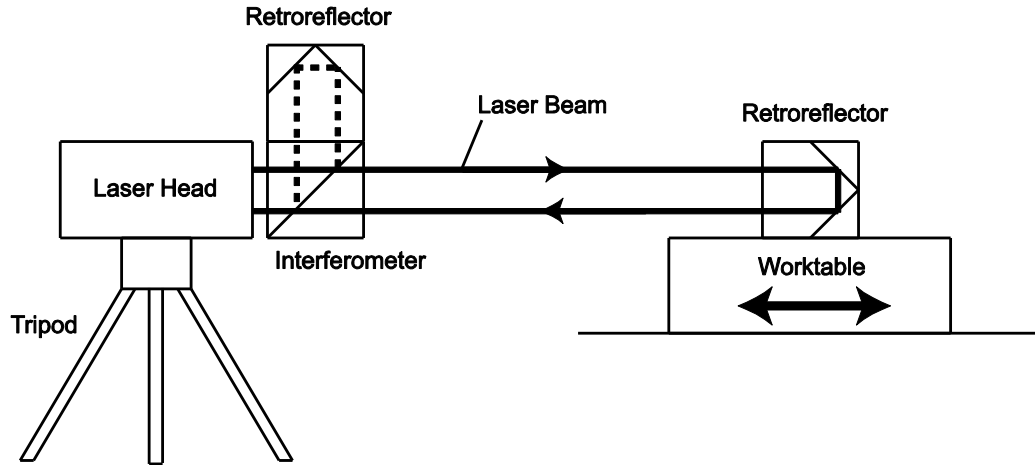 Retroreflector
Laser Beam
Retroreflector
Laser Head
Interferometer
Worktable
Tripod